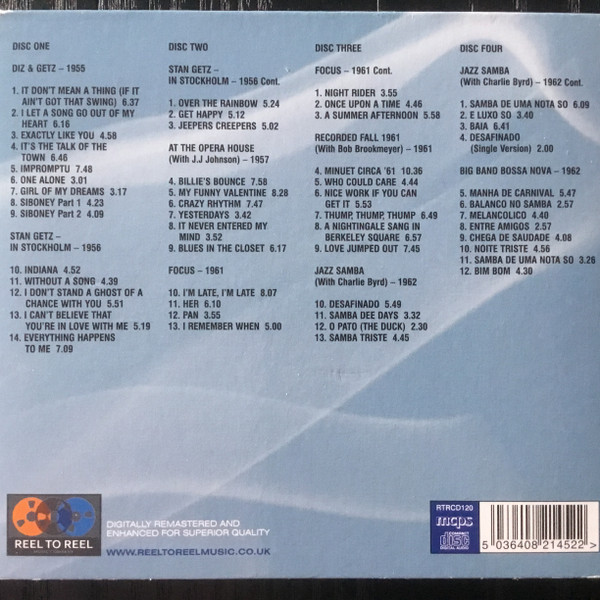 DISC ONE
DIZ & GETZ – 1955
1. IT DON'T MEAN A THING (IF IT
AIN'T GOT THAT SWING) 6.37
2. I LET A SONG GO OUT OF MY
HEART 6.16
3. EXACTLY LIKE YOU 4.58
4. IT'S THE TALK OF THE
TOWN 6.46
5. IMPROMPTU 7.48
6. ONE ALONE 3.01
7. GIRL OF MY DREAMS 3.17
8. SIBONEY Part 1 4.23
9. SIBONEY Part 2 4.09
STAN GETZ –
IN STOCKHOLM – 1956
10. INDIANA 4.52
11. WITHOUT A SONG 4.39
12. I DON'T STAND A GHOST OF A
CHANCE WITH YOU 5.51
13. I CAN'T BELIEVE THAT
YOU'RE IN LOVE WITH ME 5.19
14. EVERYTHING HAPPENS
TO ME 7.09
DISC TWO
STAN GETZ –
IN STOCKHOLM – 1956 Cont.
1. OVER THE RAINBOW 5.24
2. GET HAPPY 5.12
3. JEEPERS CREEPERS 5.02
AT THE OPERA HOUSE
(With J.J Johnson) – 1957
4. BILLIE'S BOUNCE 7.58
5. MY FUNNY VALENTINE 8.28
6. CRAZY RHYTHM 7.47
7. YESTERDAYS 3.42
8. IT NEVER ENTERED MY
MIND 3.52
9. BLUES IN THE CLOSET 6.17
FOCUS – 1961
10. I'M LATE, I'M LATE 8.07
11. HER 6.10
12. PAN 3.55
13. I REMEMBER WHEN 5.00
DISC THREE
FOCUS – 1961 Cont.
1. NIGHT RIDER 3.55
2. ONCE UPON A TIME 4.46
3. A SUMMER AFTERNOON 5.58
RECORDED FALL 1961
(With Bob Brookmeyer) – 1961
4. MINUET CIRCA '61 10.36
5. WHO COULD CARE 4.44
6. NICE WORK IF YOU CAN
GET IT 5.53
7. THUMP, THUMP, THUMP 6.49
8. A NIGHTINGALE SANG IN
BERKELEY SQUARE 6.57
9. LOVE JUMPED OUT 7.45
JAZZ SAMBA
(With Charlie Byrd) – 1962
10. DESAFINADO 5.49
11. SAMBA DEE DAYS 3.32
12. O PATO (THE DUCK) 2.30
13. SAMBA TRISTE 4.45
DISC FOUR
JAZZ SAMBA
(With Charlie Byrd) – 1962 Cont.
1. SAMBA DE UMA NOTA SO 6.09
2. E LUXO SO 3.40
3. BAIA 6.41
4. DESAFINADO
(Single Version) 2.00
BIG BAND BOSSA NOVA – 1962
5. MANHA DE CARNIVAL 5.47
6. BALANCO NO SAMBA 2.57
7. MELANCOLICO 4.40
8. ENTRE AMIGOS 2.57
9. CHEGA DE SAUDADE 4.08
10. NOITE TRISTE 4.56
11. SAMBA DE UMA NOTA SO 3.26
12. BIM BOM 4.30
REEL TO REEL
DIGITALLY REMASTERED AND
ENHANCED FOR SUPERIOR QUALITY
WWW.REELTOREELMUSIC.CO.UK
RTRCD120
mcps
COMPACT
disc
DIGITAL AUDIO
5 036408 214522 >